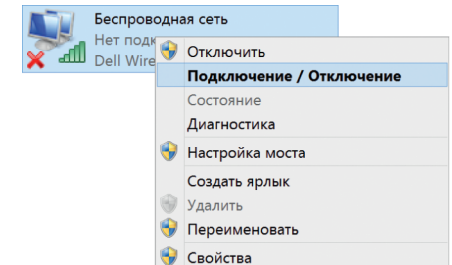 Беспроводная сеть
Нет подк
Dell Wire
Отключить
Подключение / Отключение
Состояние
Диагностика
Настройка моста
Создать ярлык
Удалить
Переименовать
Свойства